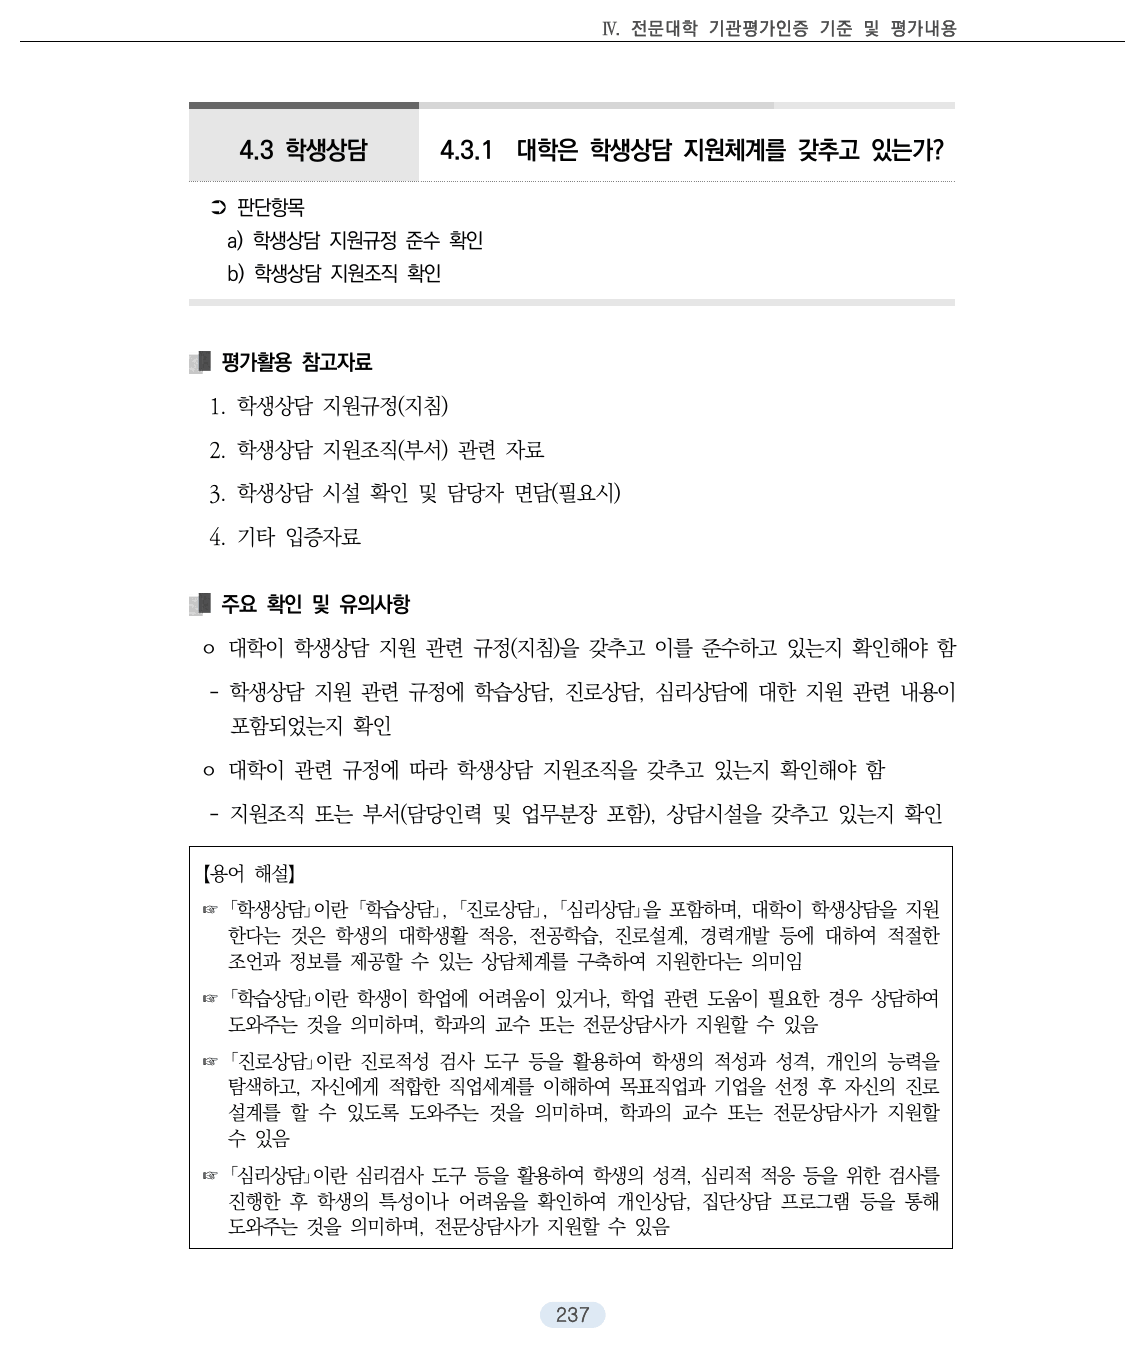 Ⅳ. 전문대학 기관평가인증 기준 및 평가내용
4.3 학생상담
4.3.1 대학은 학생상담 지원체계를 갖추고 있는가?
➲ 판단항목
a) 학생상담 지원규정 준수 확인
b) 학생상담 지원조직 확인
평가활용 참고자료
1. 학생상담 지원규정(지침)
2. 학생상담 지원조직(부서) 관련 자료
3. 학생상담 시설 확인 및 담당자 면담(필요시)
4. 기타 입증자료
주요 확인 및 유의사항
ㅇ 대학이 학생상담 지원 관련 규정(지침)을 갖추고 이를 준수하고 있는지 확인해야 함
- 학생상담 지원 관련 규정에 학습상담, 진로상담, 심리상담에 대한 지원 관련 내용이
포함되었는지 확인
ㅇ 대학이 관련 규정에 따라 학생상담 지원조직을 갖추고 있는지 확인해야 함
- 지원조직 또는 부서(담당인력 및 업무분장 포함), 상담시설을 갖추고 있는지 확인
【용어 해설】
☞ 「학생상담」이란 「학습상담」, 「진로상담」, 「심리상담」을 포함하며, 대학이 학생상담을 지원
한다는 것은 학생의 대학생활 적응, 전공학습, 진로설계, 경력개발 등에 대하여 적절한
조언과 정보를 제공할 수 있는 상담체계를 구축하여 지원한다는 의미임
☞ 「학습상담」이란 학생이 학업에 어려움이 있거나, 학업 관련 도움이 필요한 경우 상담하여
도와주는 것을 의미하며, 학과의 교수 또는 전문상담사가 지원할 수 있음
☞ 「진로상담」이란 진로적성 검사 도구 등을 활용하여 학생의 적성과 성격, 개인의 능력을
탐색하고, 자신에게 적합한 직업세계를 이해하여 목표직업과 기업을 선정 후 자신의 진로
설계를 할 수 있도록 도와주는 것을 의미하며, 학과의 교수 또는 전문상담사가 지원할
수 있음
☞ 「심리상담」이란 심리검사 도구 등을 활용하여 학생의 성격, 심리적 적응 등을 위한 검사를
진행한 후 학생의 특성이나 어려움을 확인하여 개인상담, 집단상담 프로그램 등을 통해
도와주는 것을 의미하며, 전문상담사가 지원할 수 있음
237